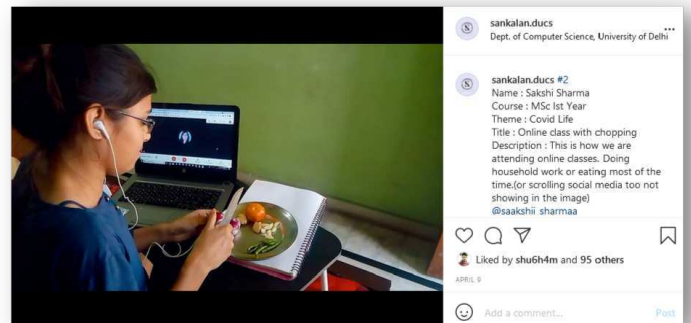 sankalan.ducs
Dept. of Computer Science, University of Delhi
sankalan.ducs #2
Name : Sakshi Sharma
Course : MSc Ist Year
Theme : Covid Life
Title : Online class with chopping
Description : This is how we are
attending online classes. Doing
household work or eating most of the
time.(or scrolling social media too not
showing in the image)
@saakshii_sharmaa
Liked by shu6h4m and 95 others
APRIL 9
Add a comment...
Post